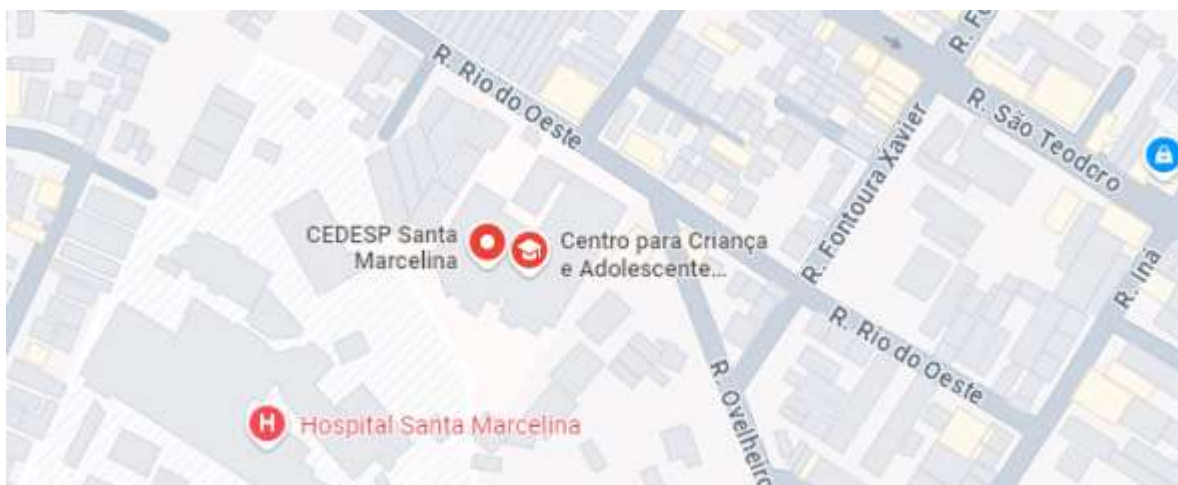 R. Rio do Oeste
R. Fo
R. São Teodoro
R. Fontoura Xavier
CEDESP Santa
Marcelina
Centro para Criança
e Adolescente...
R. Iná
R. Rio do Oeste
R. Ovelheiro
H
Hospital Santa Marcelina